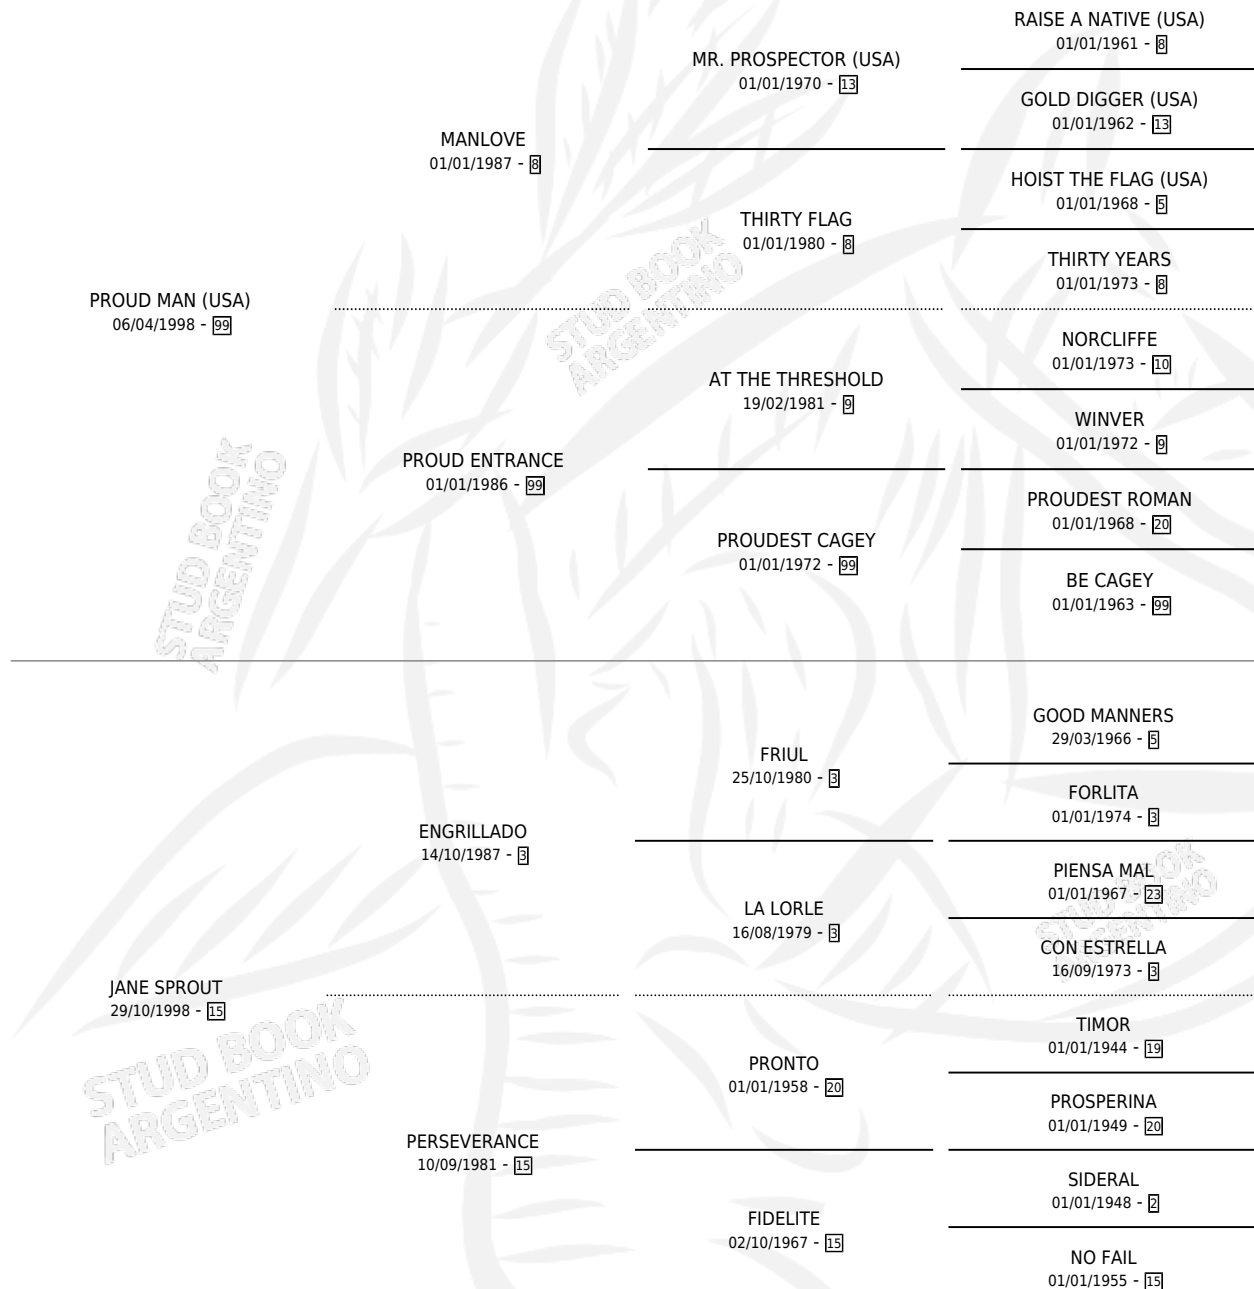 RAISE A NATIVE (USA)
01/01/1961 - 8
MR. PROSPECTOR (USA)
01/01/1970 - 13
GOLD DIGGER (USA)
01/01/1962 - 13
MANLOVE
01/01/1987 - 8
HOIST THE FLAG (USA)
01/01/1968 - 5
THIRTY FLAG
01/01/1980 - 8
THIRTY YEARS
01/01/1973 - 8
PROUD MAN (USA)
06/04/1998 - 99
NORCLIFFE
01/01/1973 - 10
AT THE THRESHOLD
19/02/1981 - 9
WINVER
01/01/1972 - 9
PROUD ENTRANCE
01/01/1986 - 99
PROUDEST ROMAN
01/01/1968 - 20
PROUDEST CAGEY
01/01/1972 - 99
BE CAGEY
01/01/1963 - 99
GOOD MANNERS
29/03/1966 - 5
FRIUL
25/10/1980 - 3
FORLITA
01/01/1974 - 3
ENGRILLADO
14/10/1987 - 3
PIENSA MAL
01/01/1967 - 23
LA LORLE
16/08/1979 - 3
CON ESTRELLA
16/09/1973 - 3
JANE SPROUT
29/10/1998 - 15
TIMOR
01/01/1944 - 19
PRONTO
01/01/1958 - 20
PROSPERINA
01/01/1949 - 20
PERSEVERANCE
10/09/1981 - 15
SIDERAL
01/01/1948 - 2
FIDELITE
02/10/1967 - 15
NO FAIL
01/01/1955 - 15
STUD BOOK
ARGENTINO
STUD BOOK
ARGENTINO
STUD BOOK
ARGENTINO
STUD BOOK
ARGENTINO